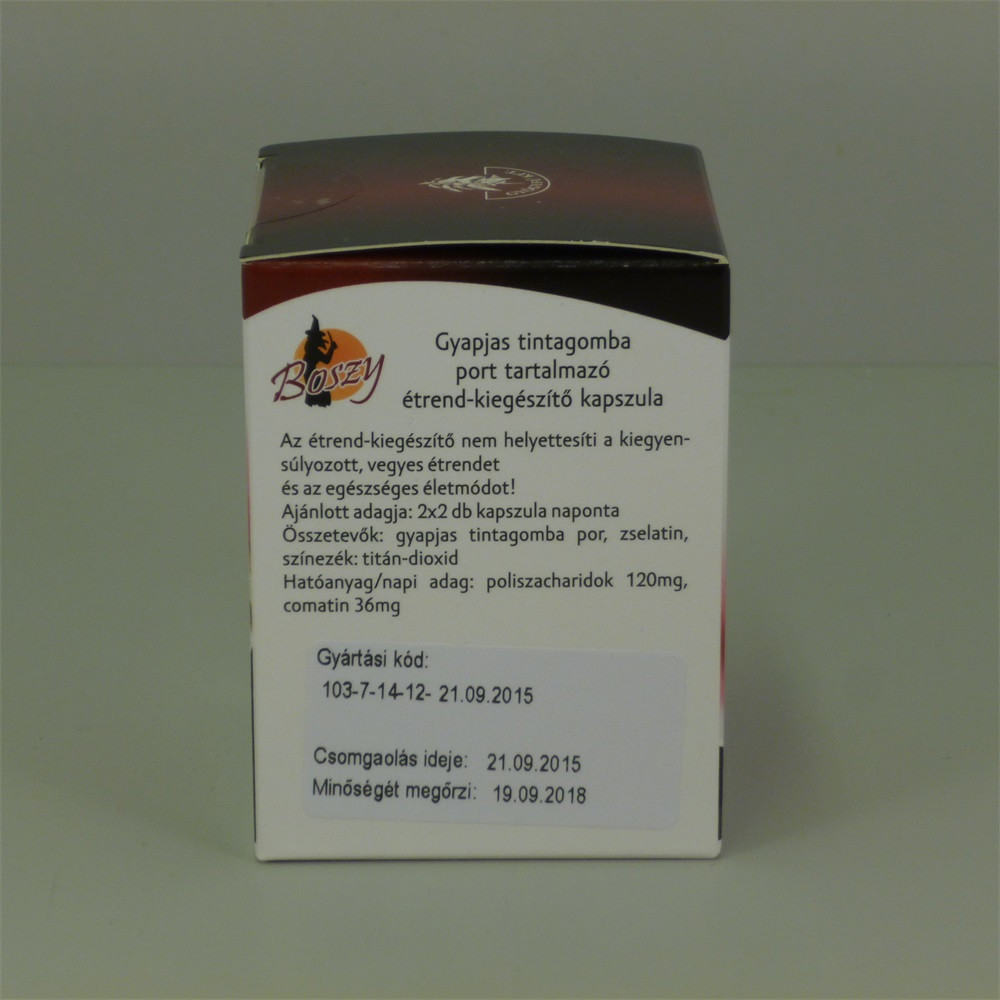 Boszy
Gyapjas tintagomba
port tartalmazó
étrend-kiegészítő kapszula
Az étrend-kiegészítő nem helyettesíti a kiegyen-
súlyozott, vegyes étrendet
és az egészséges életmódot!
Ajánlott adagja: 2x2 db kapszula naponta
Összetevők: gyapjas tintagomba por, zselatin,
színezék: titán-dioxid
Hatóanyag/napi adag: poliszacharidok 120mg,
comatin 36mg
Gyártási kód:
103-7-14-12- 21.09.2015
Csomgaolás ideje: 21.09.2015
Minőségét megőrzi: 19.09.2018